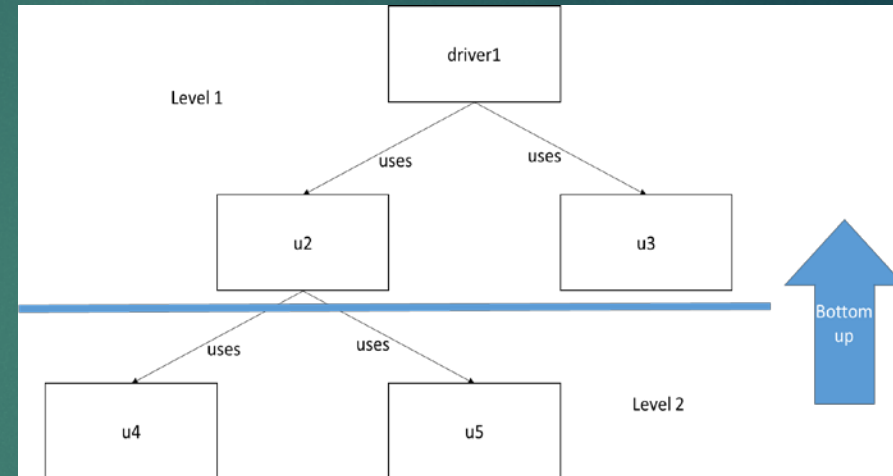 driver1
Level 1
uses
uses
u2
u3
Bottom
up
uses
uses
Level 2
u4
u5